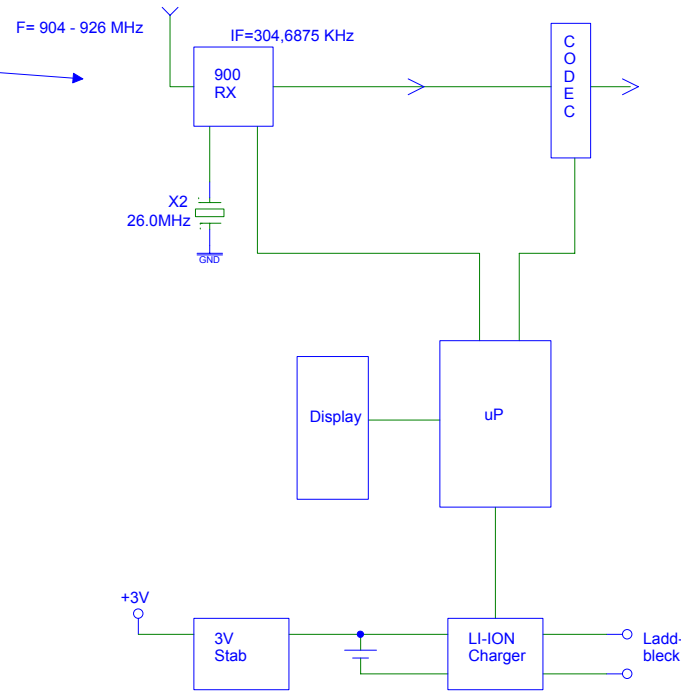 F= 904 - 926 MHz
IF=304,6875 KHz
900
RX
C
O
D
E
C
X2
26.0MHz
GND
Display
uP
+3V
3V
Stab
LI-ION
Charger
Ladd-
bleck